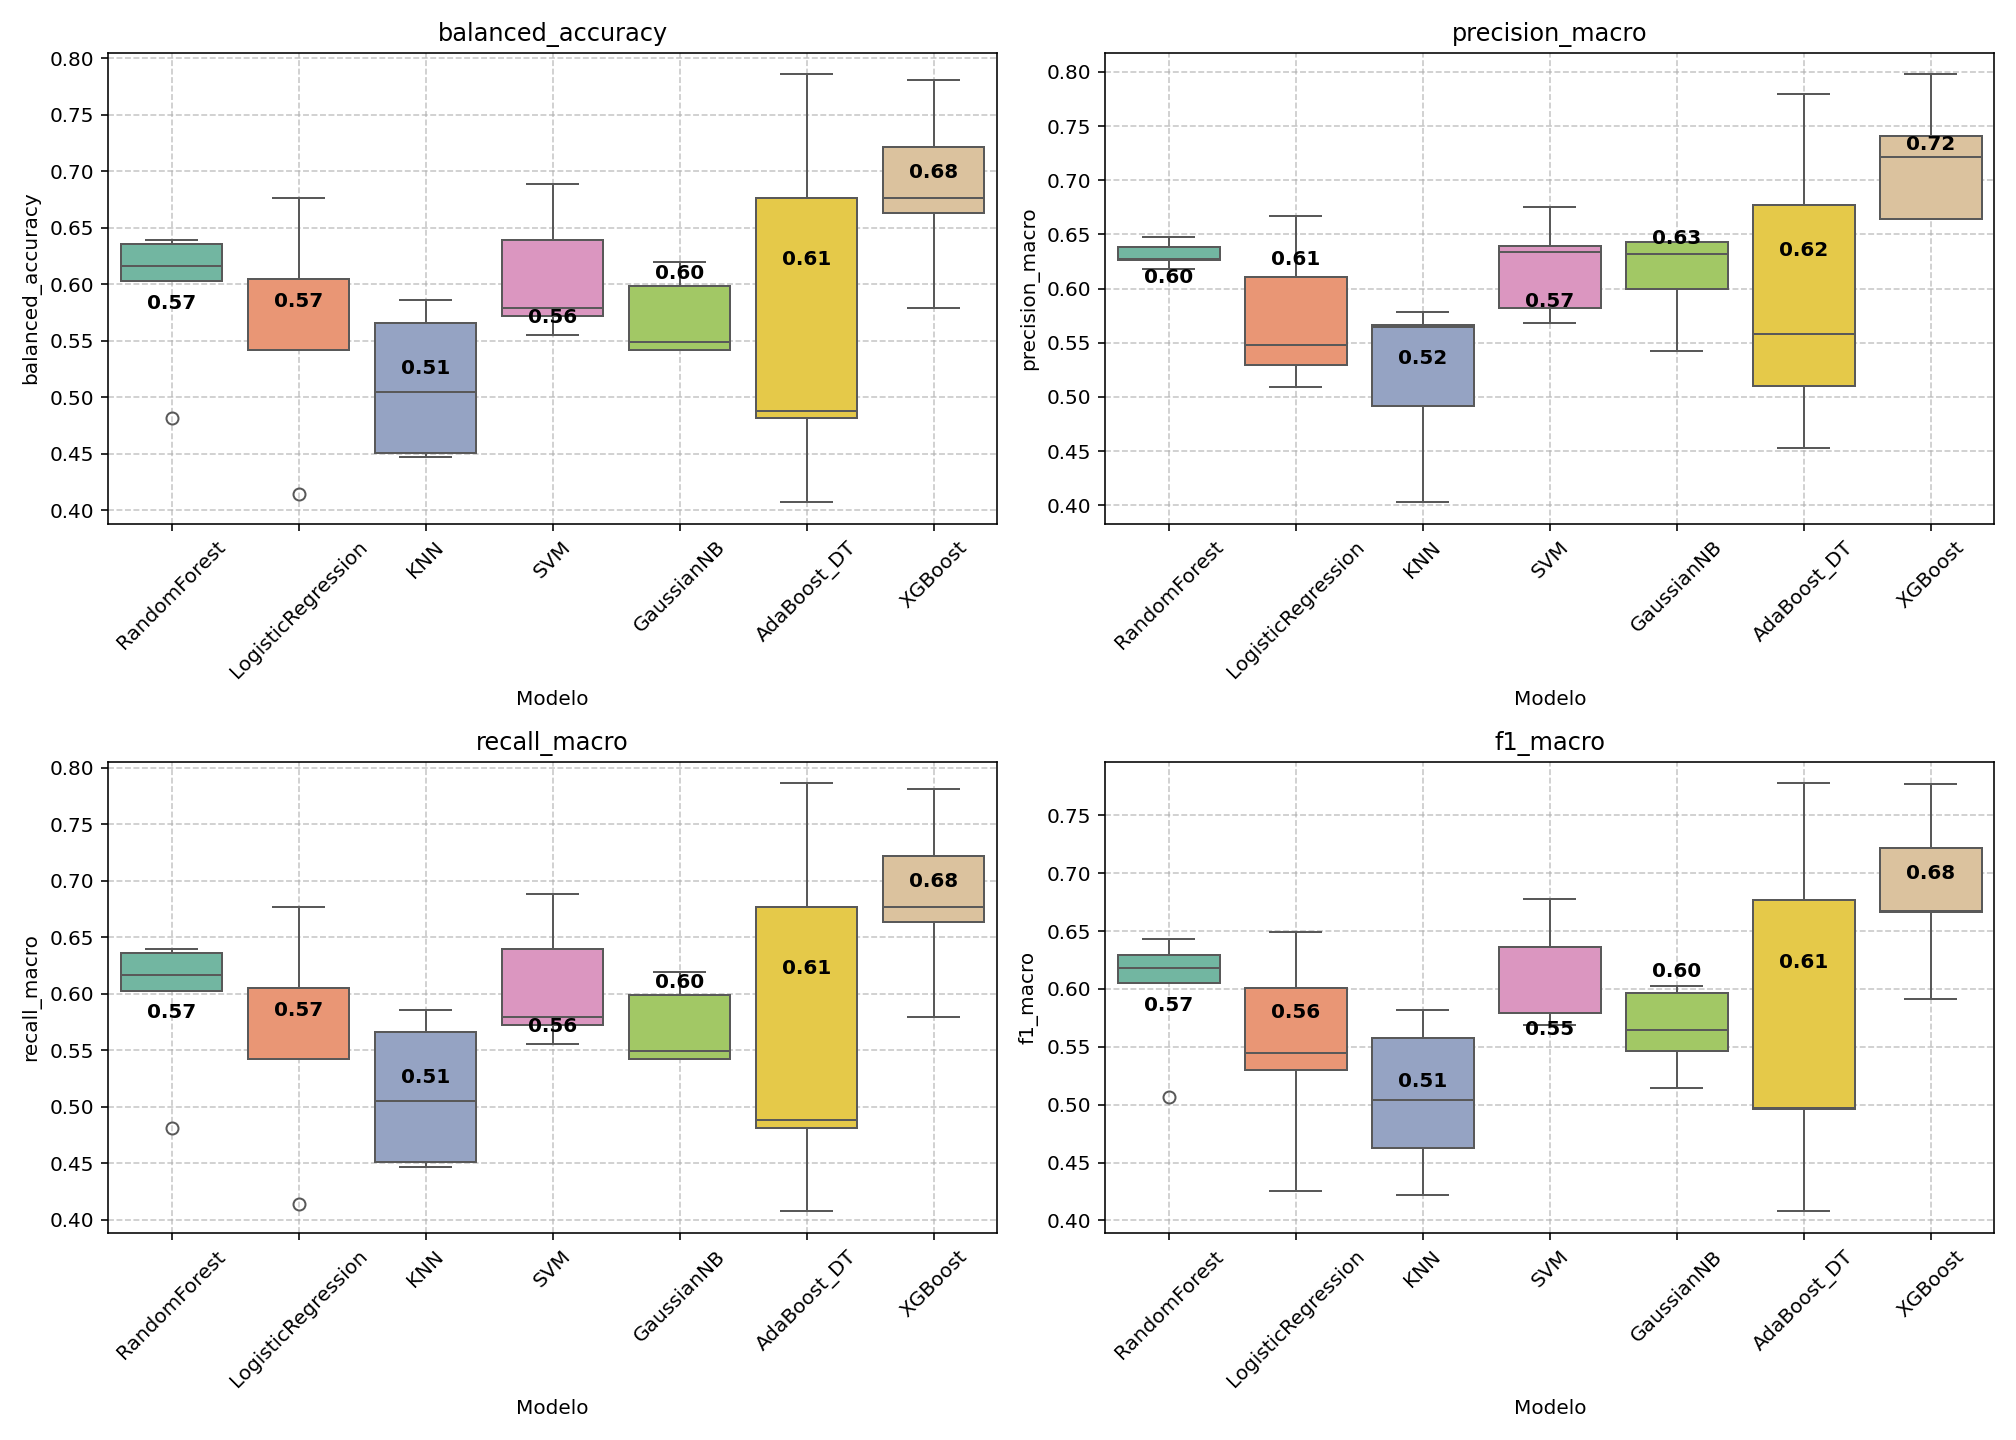 balanced_accuracy
balanced_accuracy
0.80
0.75
0.70
0.65
0.60
0.55
0.50
0.45
0.40
0.57
0.57
0.51
0.56
0.60
0.61
0.68
RandomForest
LogisticRegression
KNN
SVM
GaussianNB
AdaBoost_DT
XGBoost
Modelo
precision_macro
precision_macro
0.80
0.75
0.70
0.65
0.60
0.55
0.50
0.45
0.40
0.60
0.61
0.52
0.57
0.63
0.62
0.72
RandomForest
LogisticRegression
KNN
SVM
GaussianNB
AdaBoost_DT
XGBoost
Modelo
recall_macro
recall_macro
0.80
0.75
0.70
0.65
0.60
0.55
0.50
0.45
0.40
0.57
0.57
0.51
0.56
0.60
0.61
0.68
RandomForest
LogisticRegression
KNN
SVM
GaussianNB
AdaBoost_DT
XGBoost
Modelo
f1_macro
f1_macro
0.75
0.70
0.65
0.60
0.55
0.50
0.45
0.40
0.57
0.56
0.51
0.55
0.60
0.61
0.68
RandomForest
LogisticRegression
KNN
SVM
GaussianNB
AdaBoost_DT
XGBoost
Modelo